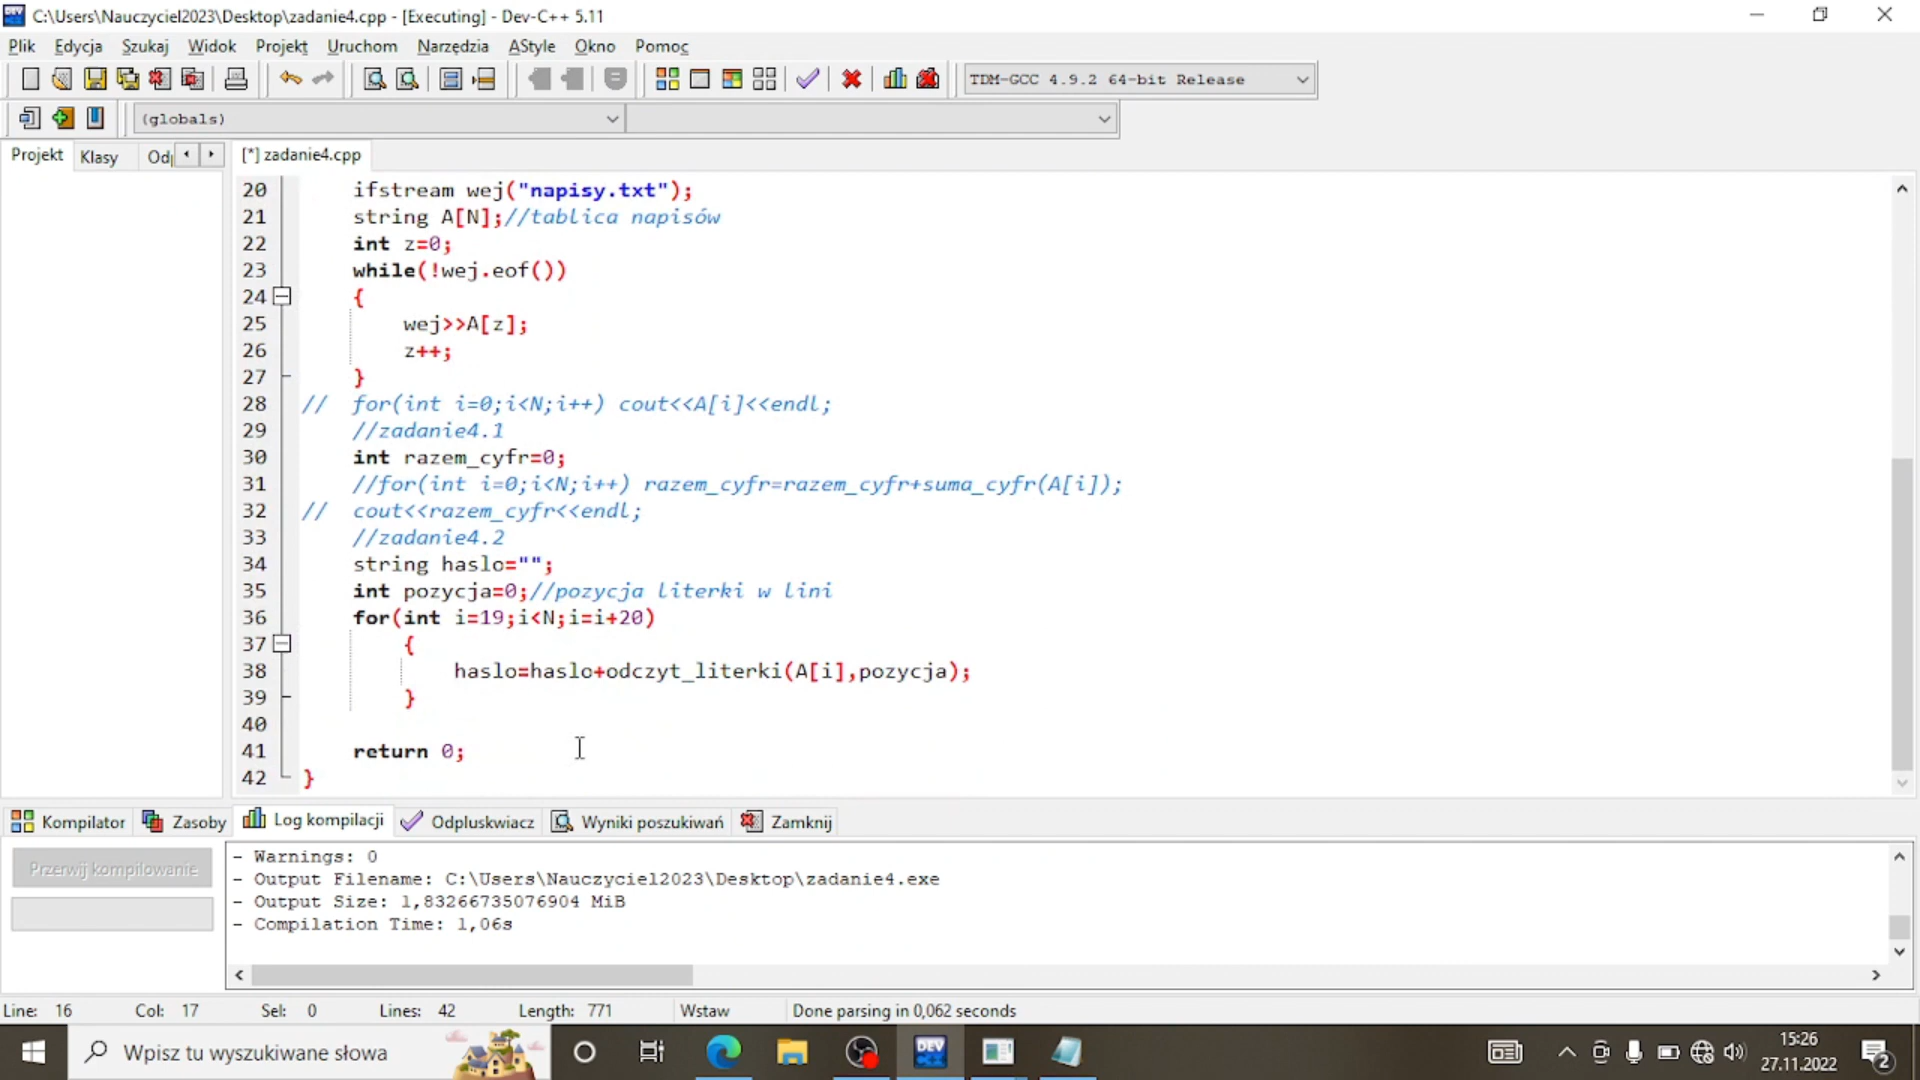 C:\Users\Nauczyciel2023\Desktop\zadanie4.cpp - [Executing] - Dev-C++ 5.11
Plik Edycja Szukaj Widok Projekt Uruchom Narzędzia AStyle Okno Pomoc
TDM-GCC 4.9.2 64-bit Release
(globals)
Projekt Klasy Odp [*] zadanie4.cpp
20 ifstream wej("napisy.txt");
21 string A[N];//tablica napisów
22 int z=0;
23 while(!wej.eof())
24 {
25 wej>>A[z];
26 z++;
27 }
28 // for(int i=0;i<N;i++) cout<<A[i]<<endl;
29 //zadanie4.1
30 int razem_cyfr=0;
31 //for(int i=0;i<N;i++) razem_cyfr=razem_cyfr+suma_cyfr(A[i]);
32 // cout<<razem_cyfr<<endl;
33 //zadanie4.2
34 string haslo="";
35 int pozycja=0;//pozycja literki w lini
36 for(int i=19;i<N;i=i+20)
37 {
38 haslo=haslo+odczyt_literki(A[i],pozycja);
39 }
40
41 return 0;
42 }
Kompilator Zasoby Log kompilacji Odpluskwiacz Wyniki poszukiwań Zamknij
Przerwij kompilowanie
- Warnings: 0
- Output Filename: C:\Users\Nauczyciel2023\Desktop\zadanie4.exe
- Output Size: 1,83266735076904 MiB
- Compilation Time: 1,06s
Line: 16 Col: 17 Sel: 0 Lines: 42 Length: 771 Wstaw Done parsing in 0,062 seconds
Wpisz tu wyszukiwane słowa
DEV
15:26
27.11.2022
2